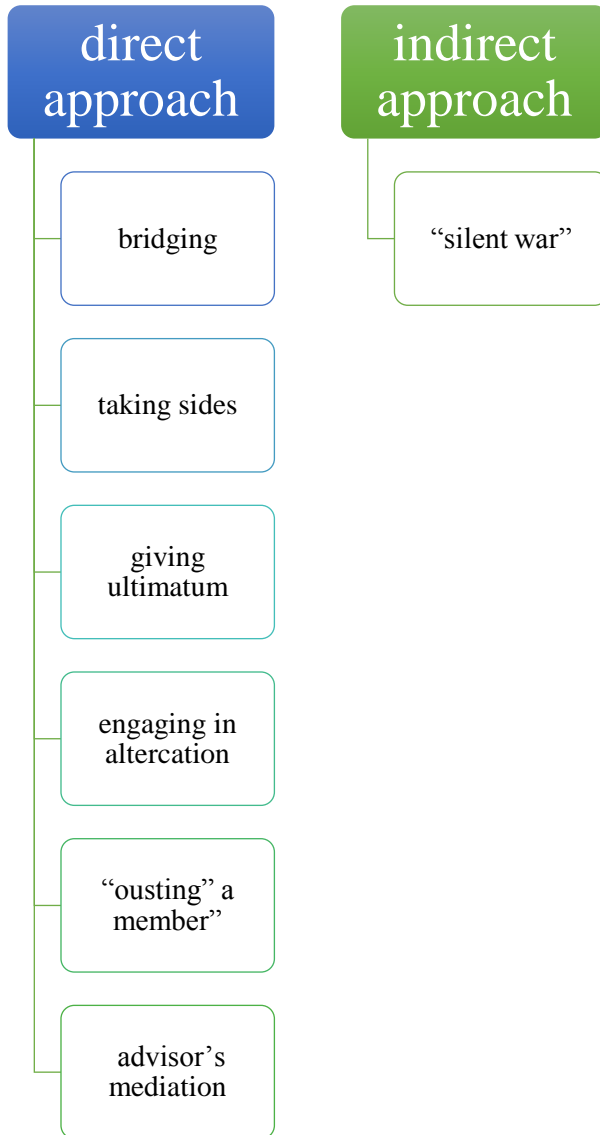 direct
approach
bridging
taking sides
giving
ultimatum
engaging in
altercation
“ousting” a
member”
advisor’s
mediation
indirect
approach
“silent war”